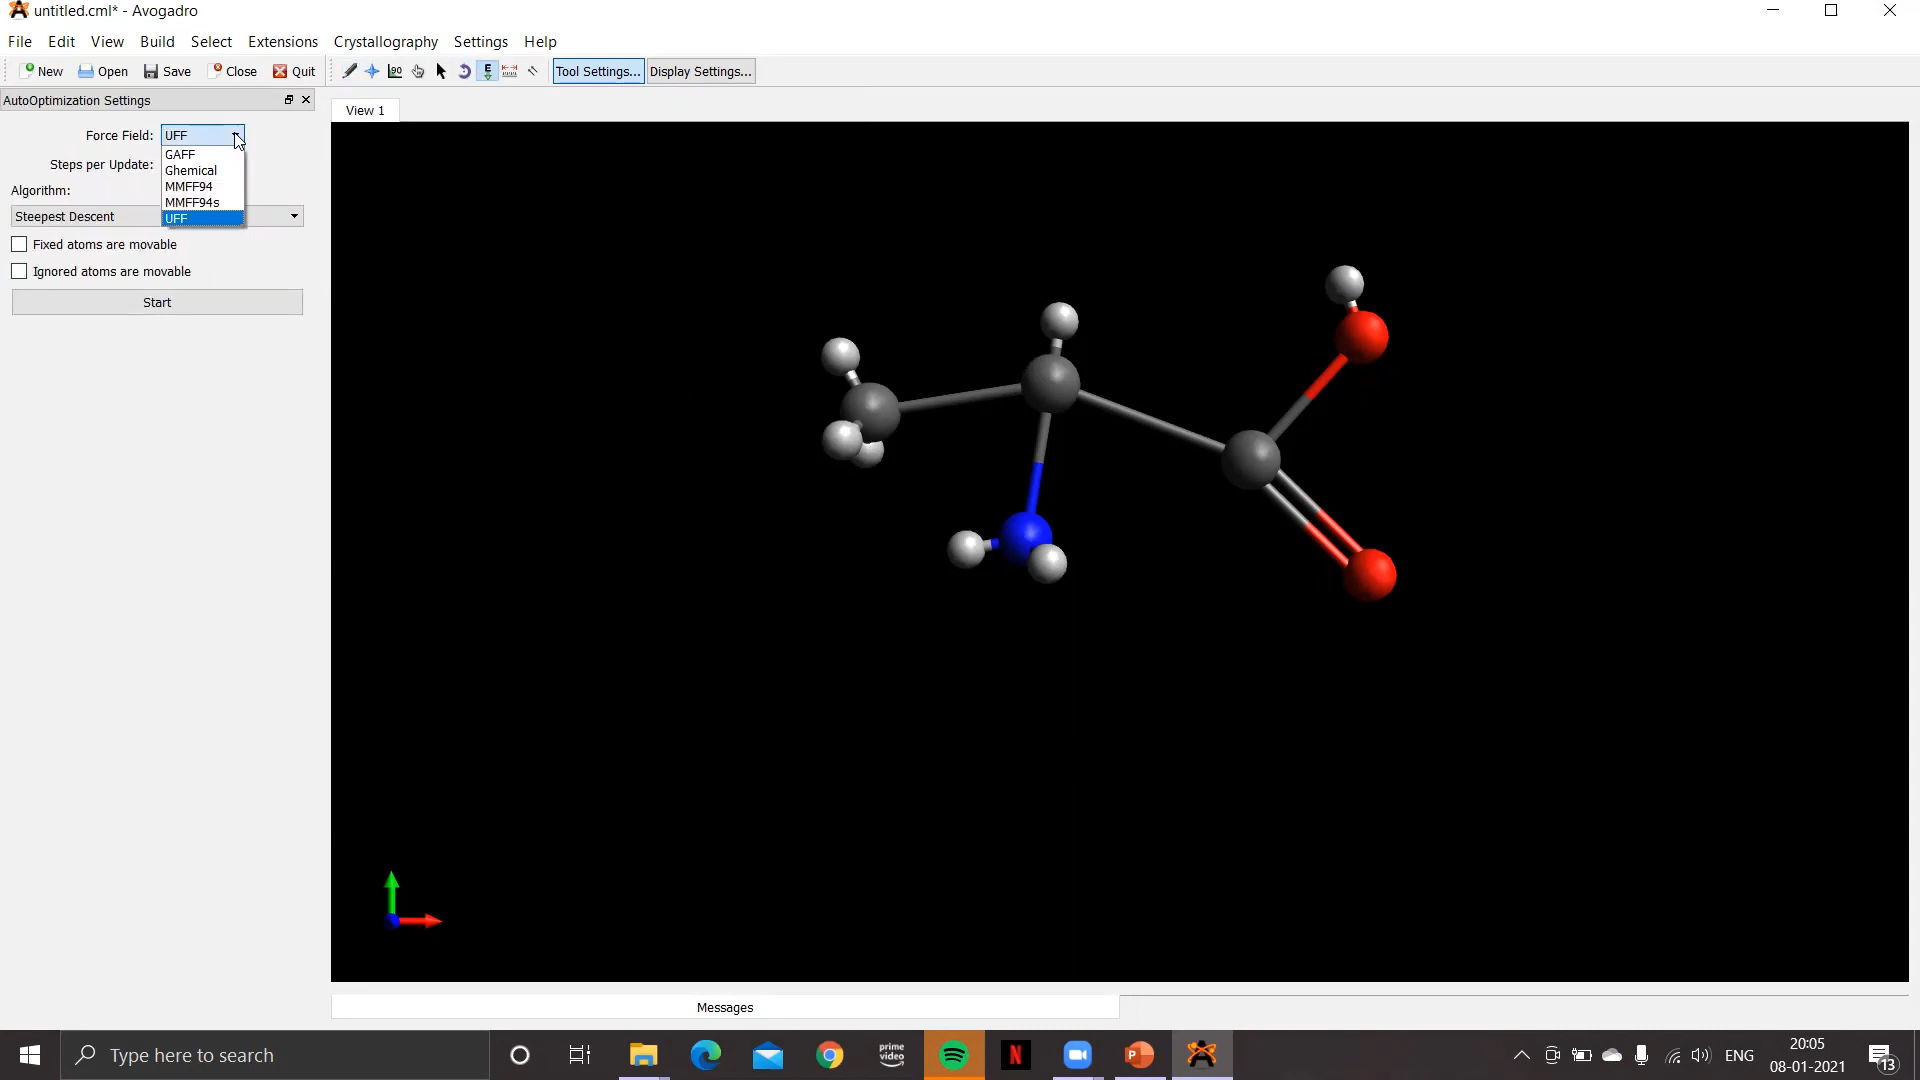 untitled.cml* - Avogadro
File Edit View Build Select Extensions Crystallography Settings Help
New Open Save Close Quit Tool Settings... Display Settings...
AutoOptimization Settings
View 1
Force Field: UFF
GAFF
Steps per Update:
Ghemical
MMFF94
Algorithm:
MMFF94s
Steepest Descent
UFF
Fixed atoms are movable
Ignored atoms are movable
Start
Messages
Type here to search
prime video
ENG
20:05
08-01-2021
13